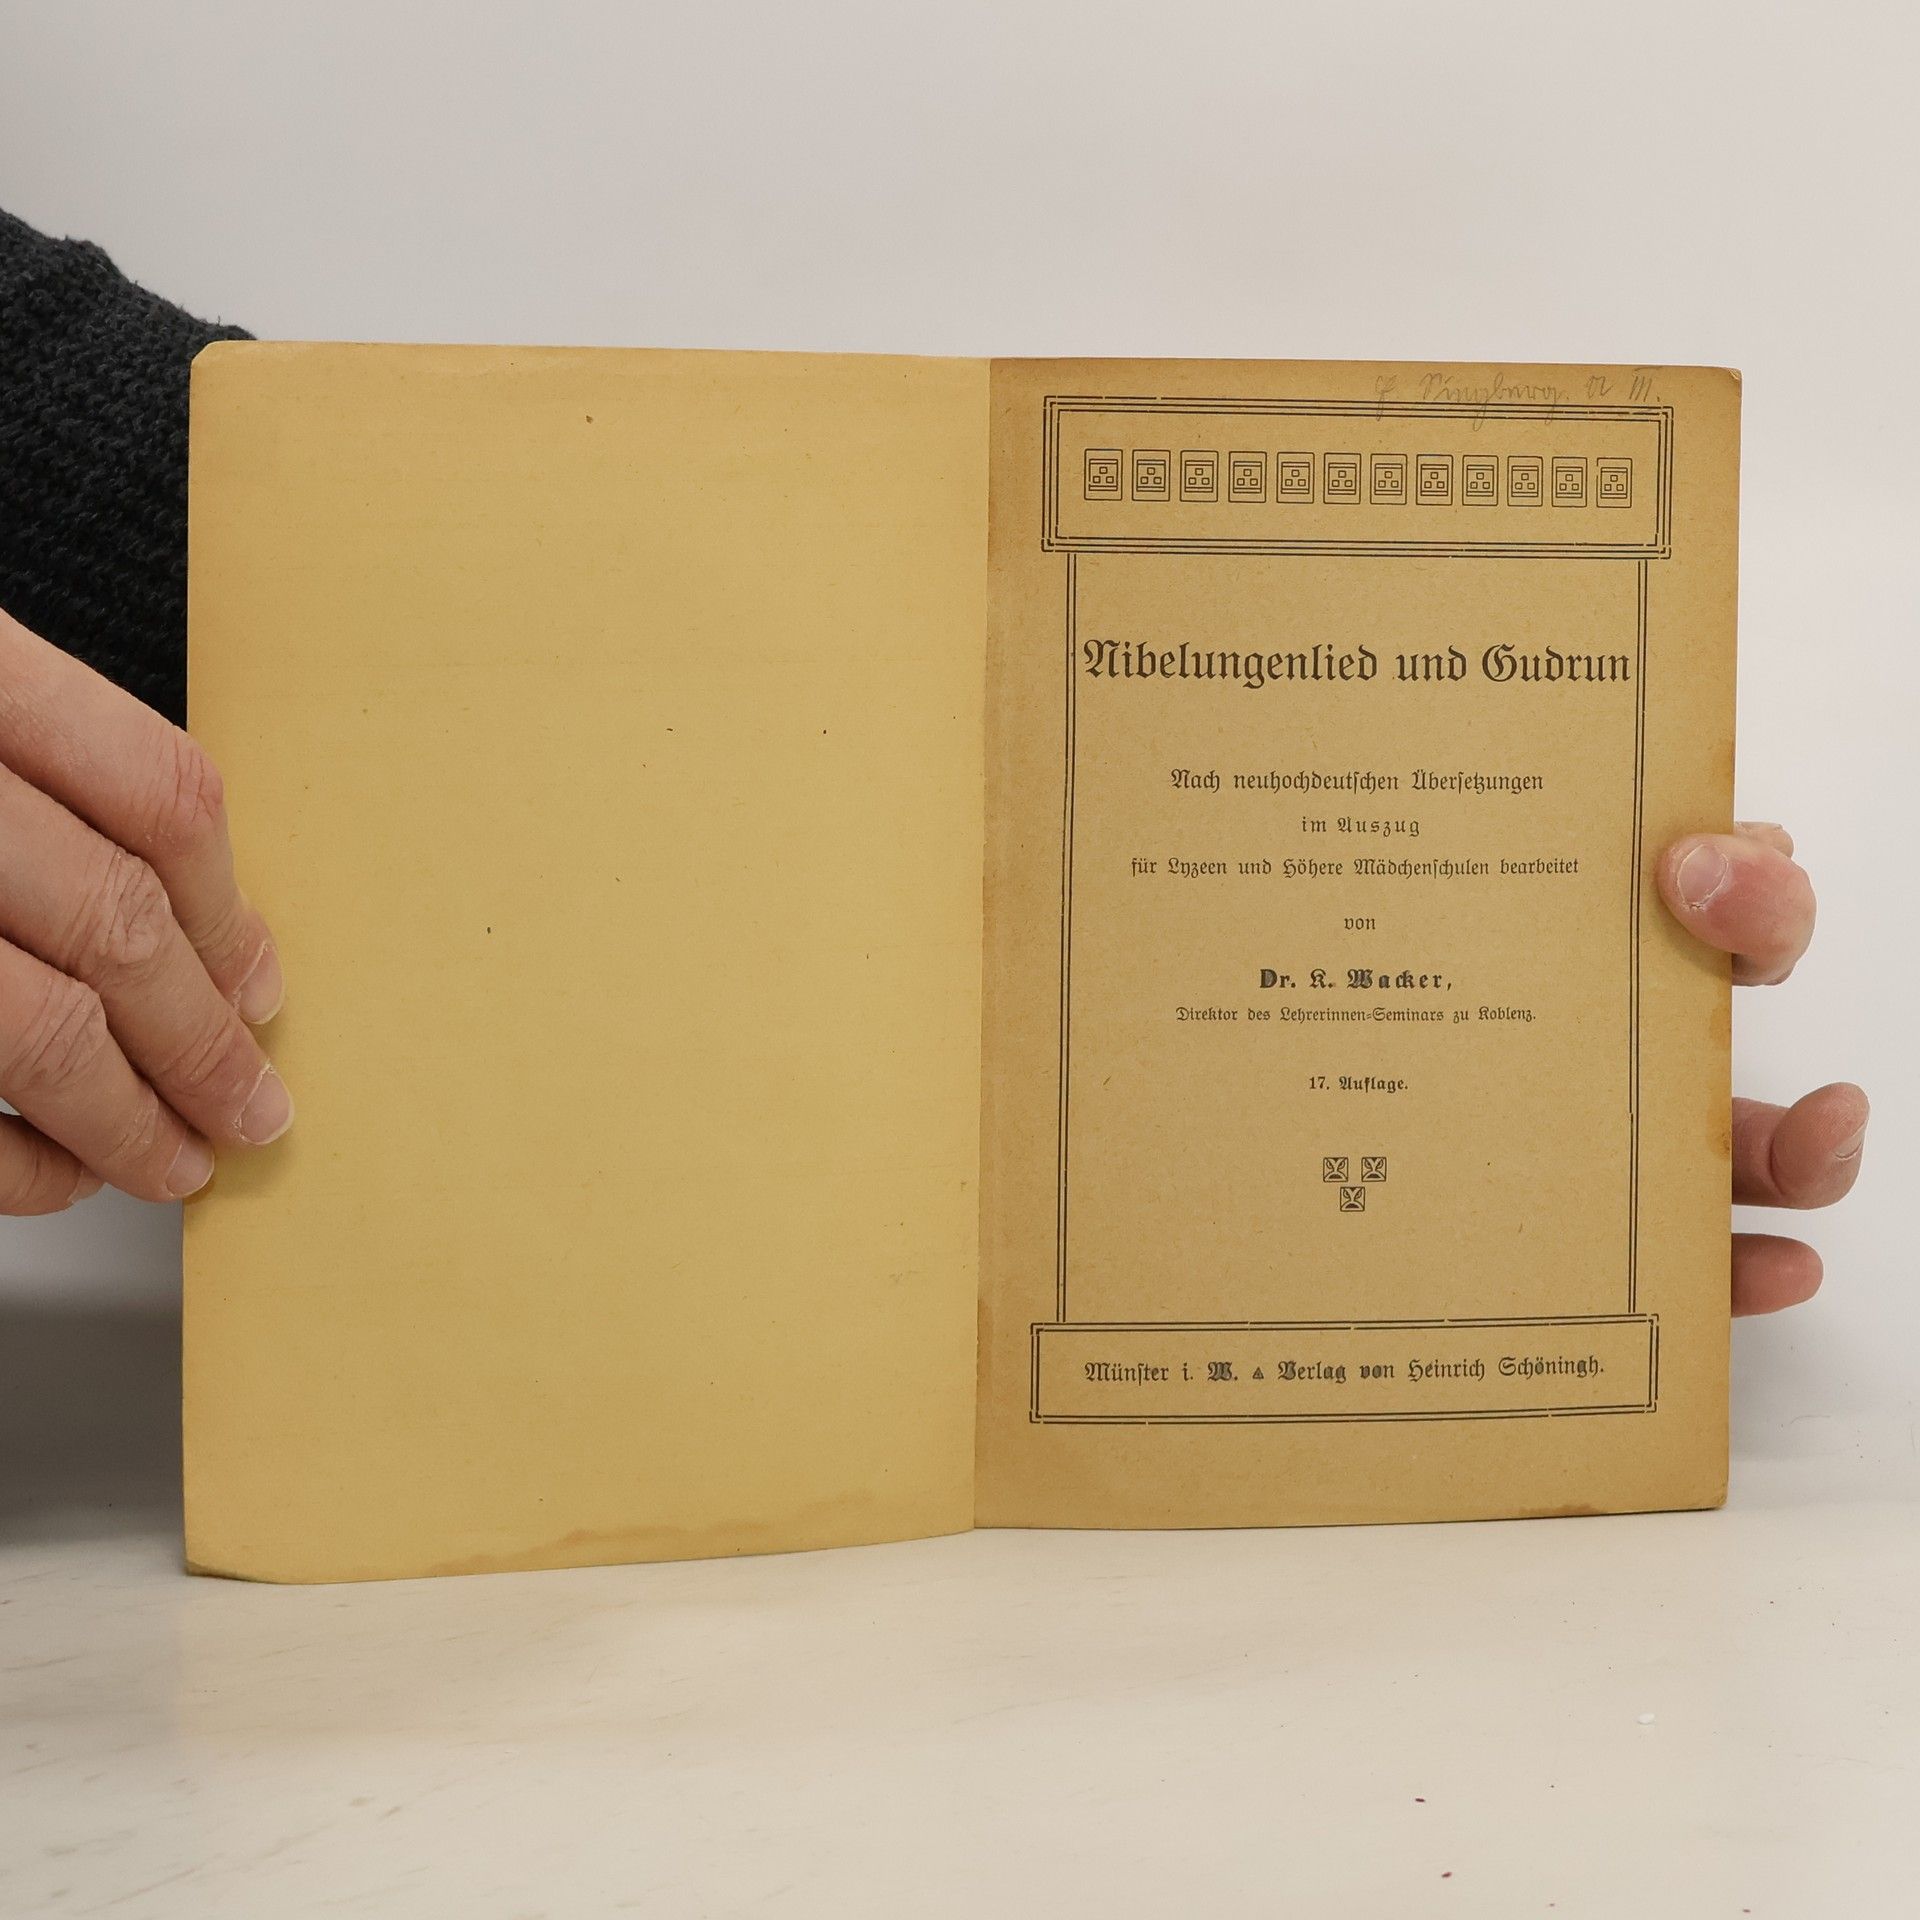 III.
Nibelungenlied und Gudrun
Nach neuhochdeutschen Übersetzungen
im Auszug
für Lyzeen und Höhere Mädchenschulen bearbeitet
von
Dr. K. Wacker,
Direktor des Lehrerinnen-Seminars zu Koblenz.
17. Auflage.
Münster i. W. Verlag von Heinrich Schöningh.